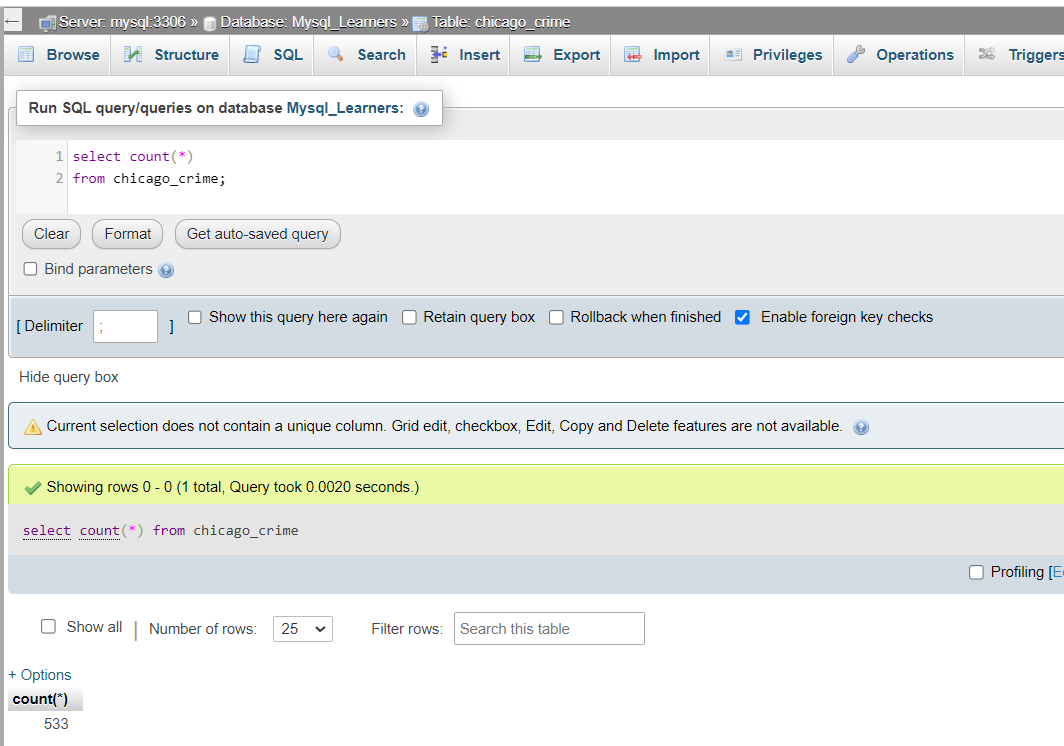 Server: mysql:3306 » Database: Mysql_Learners » Table: chicago_crime
Browse Structure SQL Search Insert Export Import Privileges Operations Triggers
Run SQL query/queries on database Mysql_Learners:
1 select count(*)
2 from chicago_crime;
Clear Format Get auto-saved query
Bind parameters
[ Delimiter ; ] Show this query here again Retain query box Rollback when finished Enable foreign key checks
Hide query box
Current selection does not contain a unique column. Grid edit, checkbox, Edit, Copy and Delete features are not available.
Showing rows 0 - 0 (1 total, Query took 0.0020 seconds.)
select count(*) from chicago_crime
Profiling [
Show all | Number of rows: 25 Filter rows: Search this table
+ Options
count(*)
533